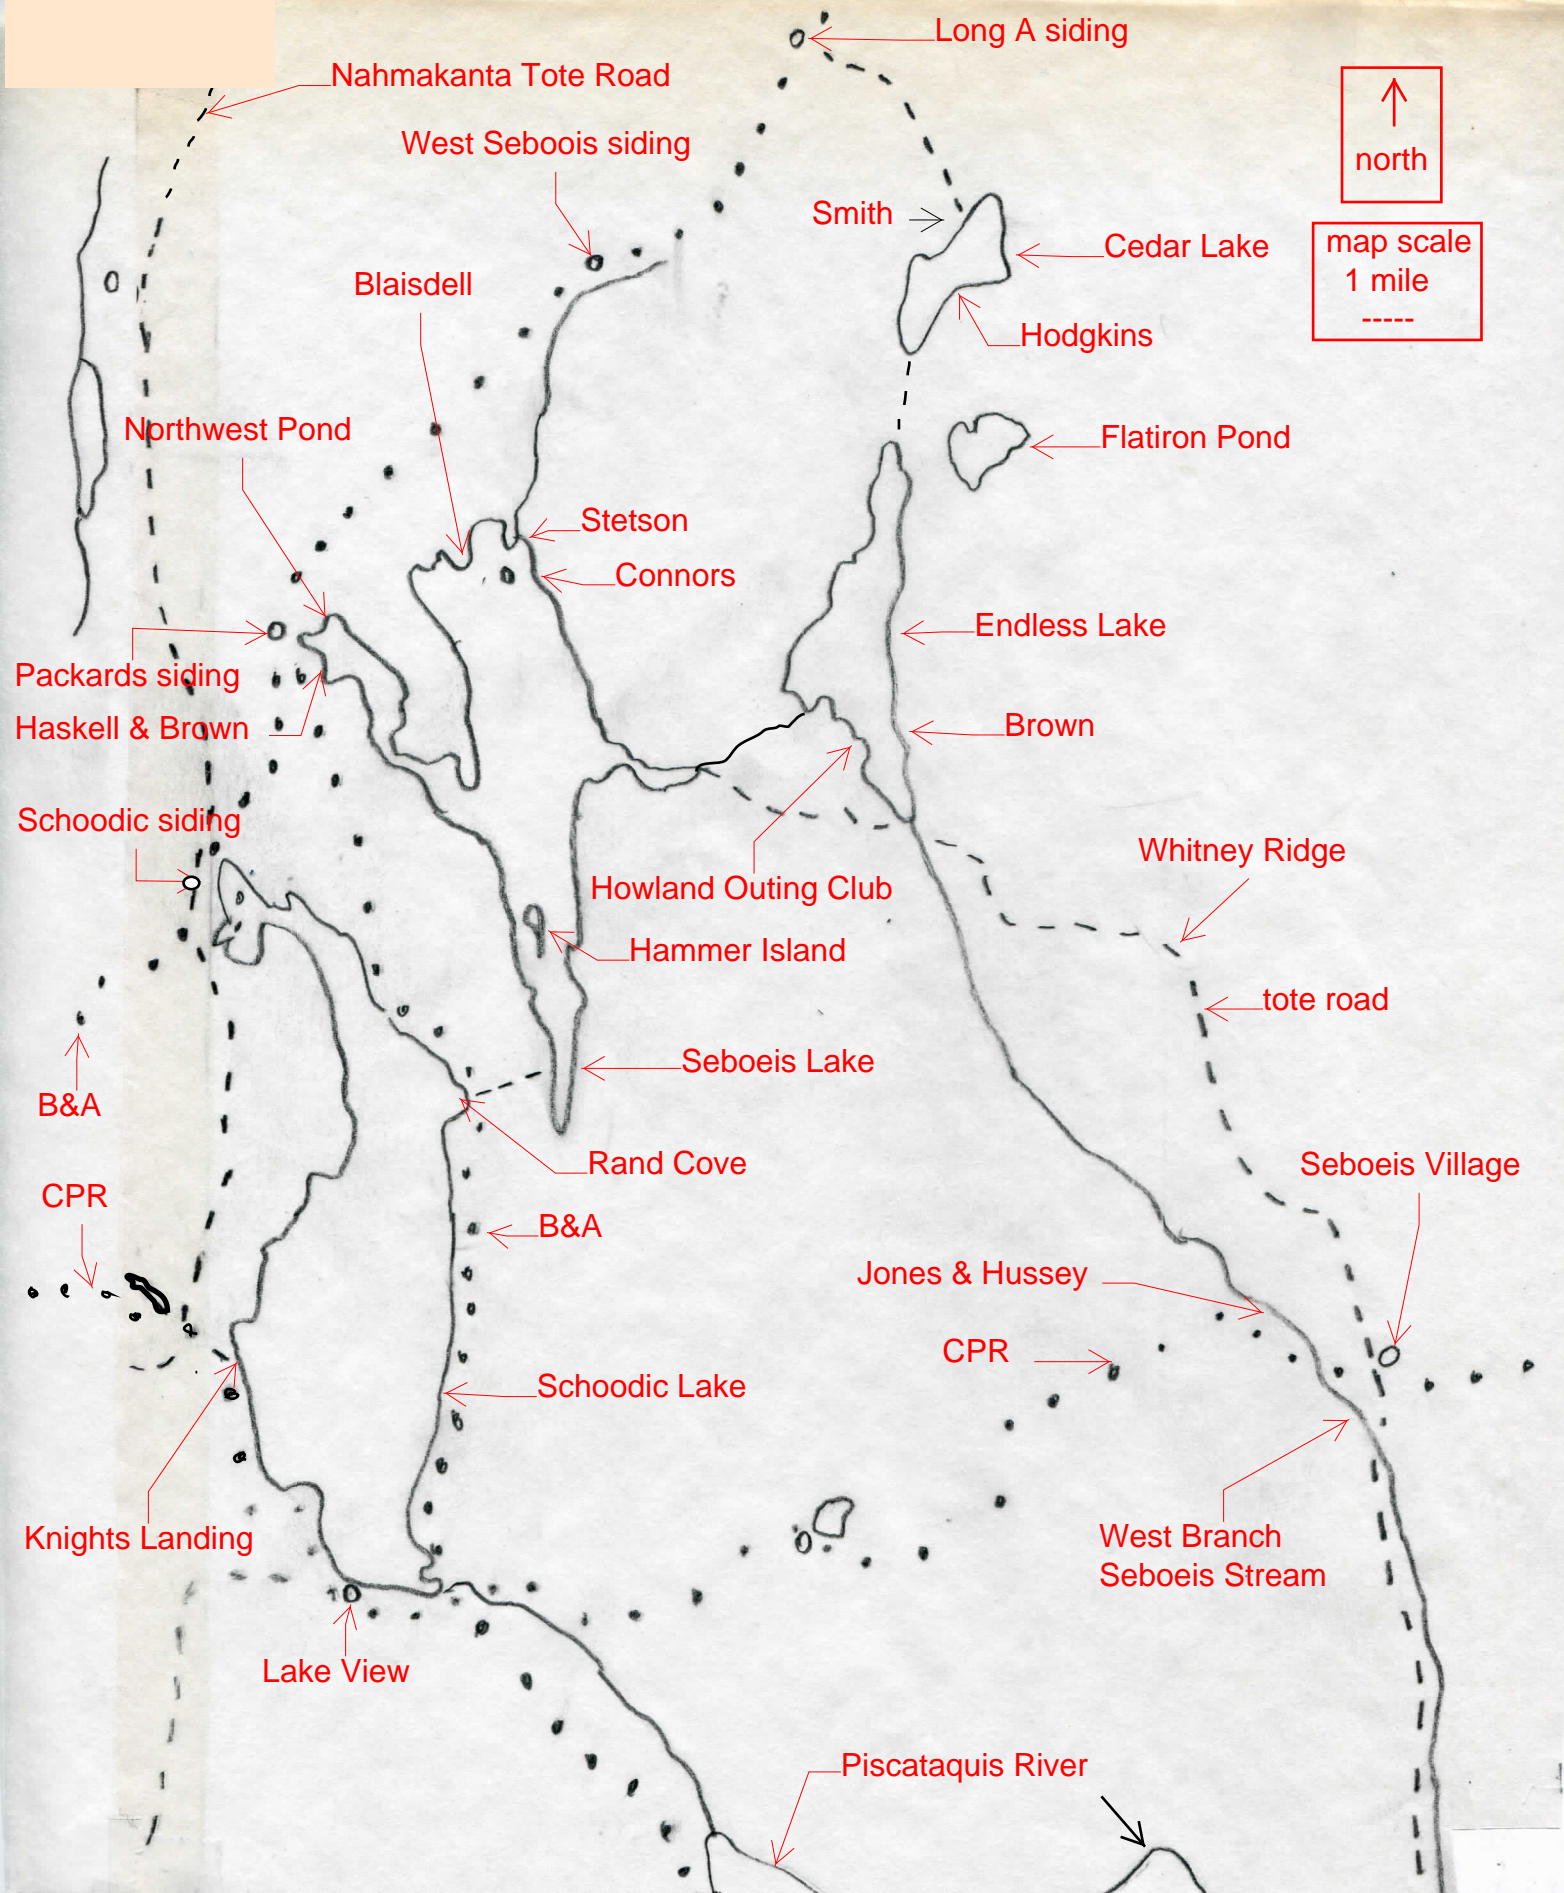 Long A siding
Nahmakanta Tote Road
north
West Seboois siding
Smith
Cedar Lake
map scale
1 mile
-----
Blaisdell
Hodgkins
Northwest Pond
Flatiron Pond
Stetson
Connors
Endless Lake
Packards siding
Haskell & Brown
Brown
Schoodic siding
Whitney Ridge
Howland Outing Club
Hammer Island
tote road
Seboeis Lake
B&A
Rand Cove
Seboeis Village
CPR
B&A
Jones & Hussey
CPR
Schoodic Lake
Knights Landing
West Branch
Seboeis Stream
Lake View
Piscataquis River